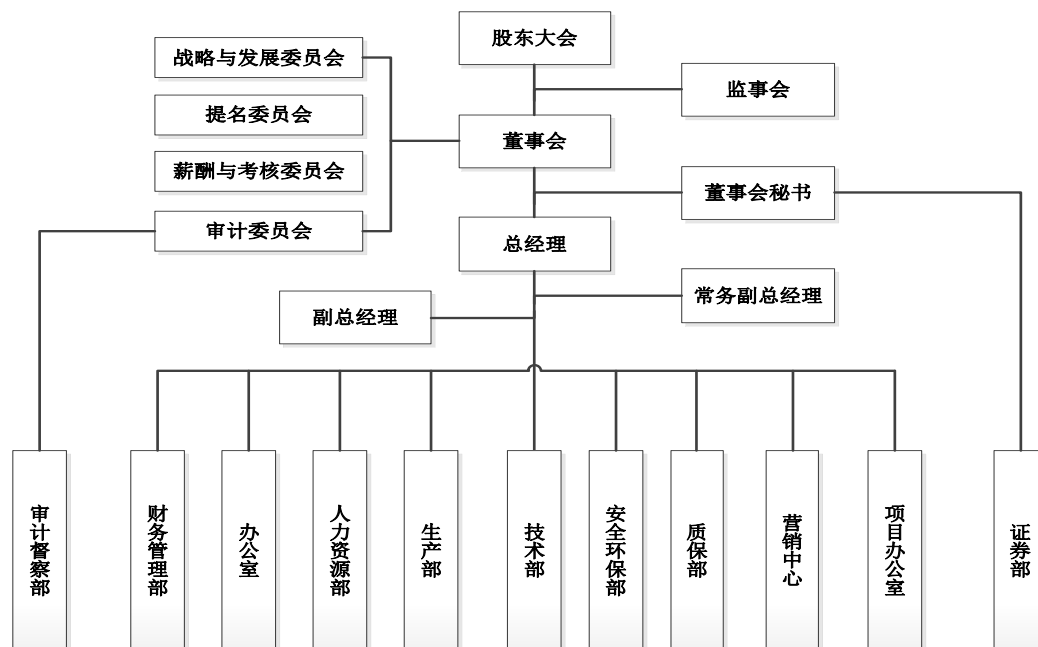 股东大会
战略与发展委员会
监事会
提名委员会
董事会
薪酬与考核委员会
董事会秘书
审计委员会
总经理
常务副总经理
副总经理
审计督察部
财务管理部
办公室
人力资源部
生产部
技术部
安全环保部
质保部
营销中心
项目办公室
证券部